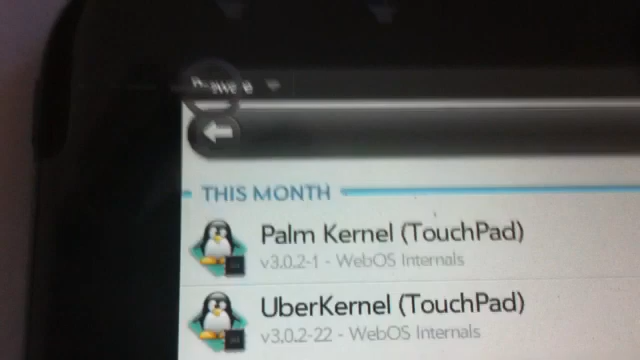 THIS MONTH
Palm Kernel (TouchPad)
v3.0.2-1 - WebOS Internals
UberKernel (TouchPad)
v3.0.2-22 - WebOS Internals